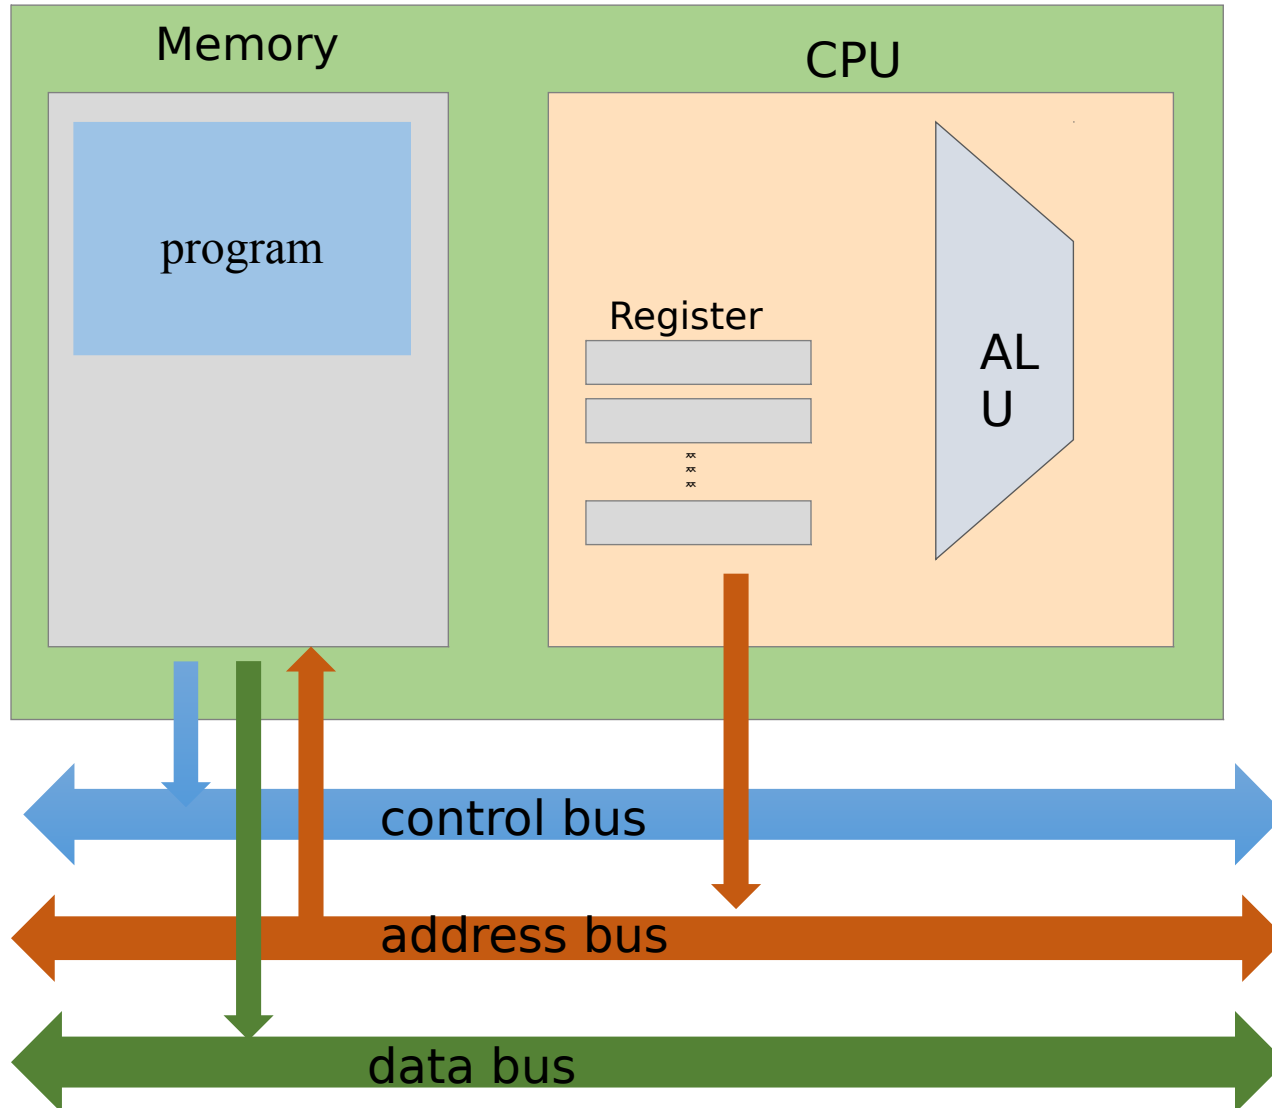 Memory
CPU
program
Register
AL
U
control bus
address bus
data bus